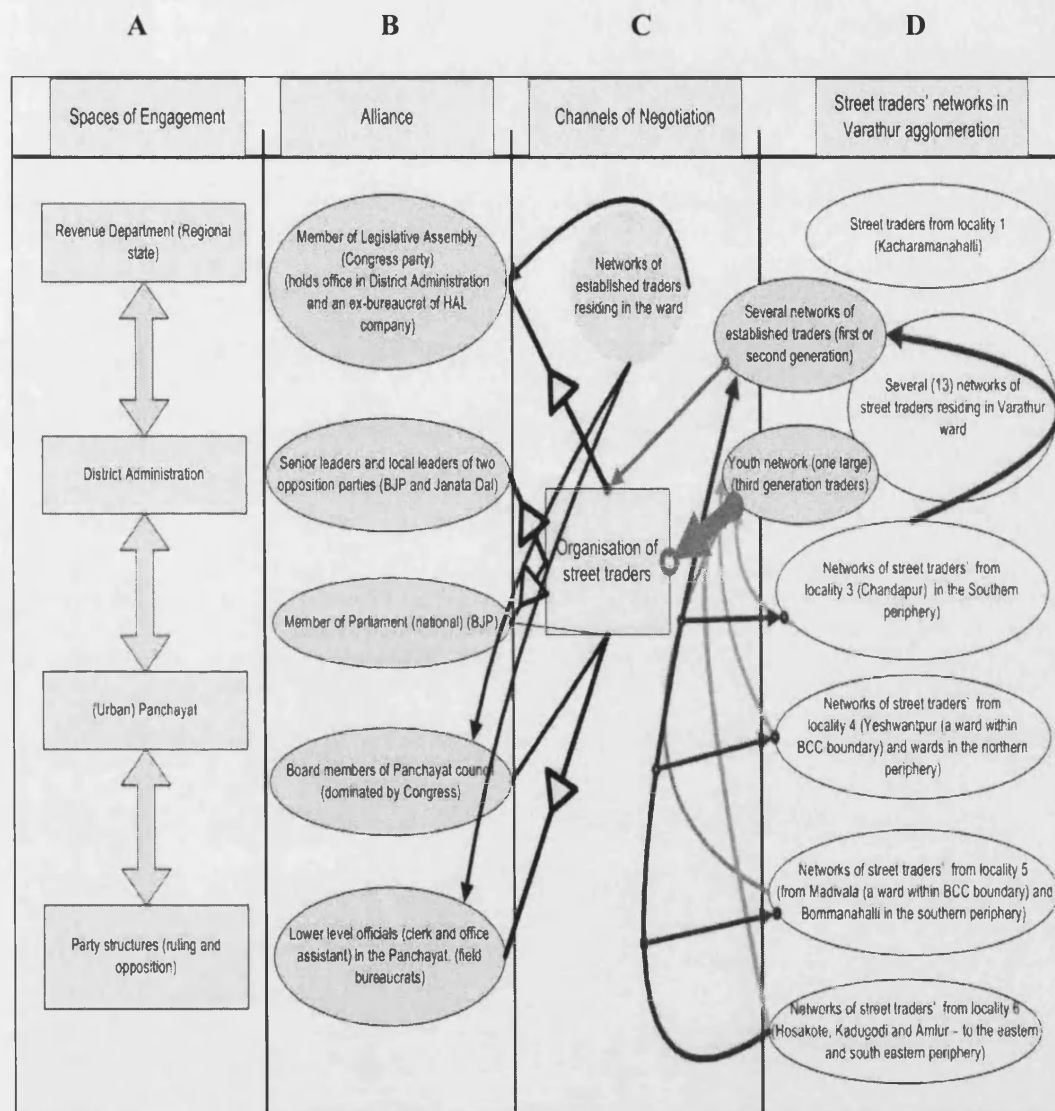 A
B
C
D
Spaces of Engagement
Alliance
Channels of Negotiation
Street traders' networks in
Varathur agglomeration
Revenue Department (Regional
state)
District Administration
(Urban) Panchayat
Party structures (ruling and
opposition)
Member of Legislative Assembly
(Congress party)
(holds office in District Administration
and an ex-bureaucret of HAL
company)
Senior leaders and local leaders of two
opposition parties (BJP and Janata Dal)
Member of Parliament (national) (BJP)
Board members of Panchayat council
(dominated by Congress)
Lower level officials (clerk and office
assistant) in the Panchayat. (field
bureaucrats)
Networks of
established traders
residing in the ward
Organisation of
street traders
Street traders from locality 1
(Kacharamanahalli)
Several networks of
established traders (first or
second generation)
Several (13) networks of
street traders residing in Varathur
ward
Youth network (one large)
(third generation traders)
Networks of street traders' from
locality 3 (Chandapur) in the Southern
periphery)
Networks of street traders' from
locality 4 (Yeshwantpur (a ward within
BCC boundary) and wards in the northern
periphery)
Networks of street traders' from locality 5
(from Madivala (a ward within BCC boundary) and
Bommanahalli in the southern periphery)
Networks of street traders' from locality 6
(Hosakote, Kadugodi and Amlur – to the eastern
and south eastern periphery)